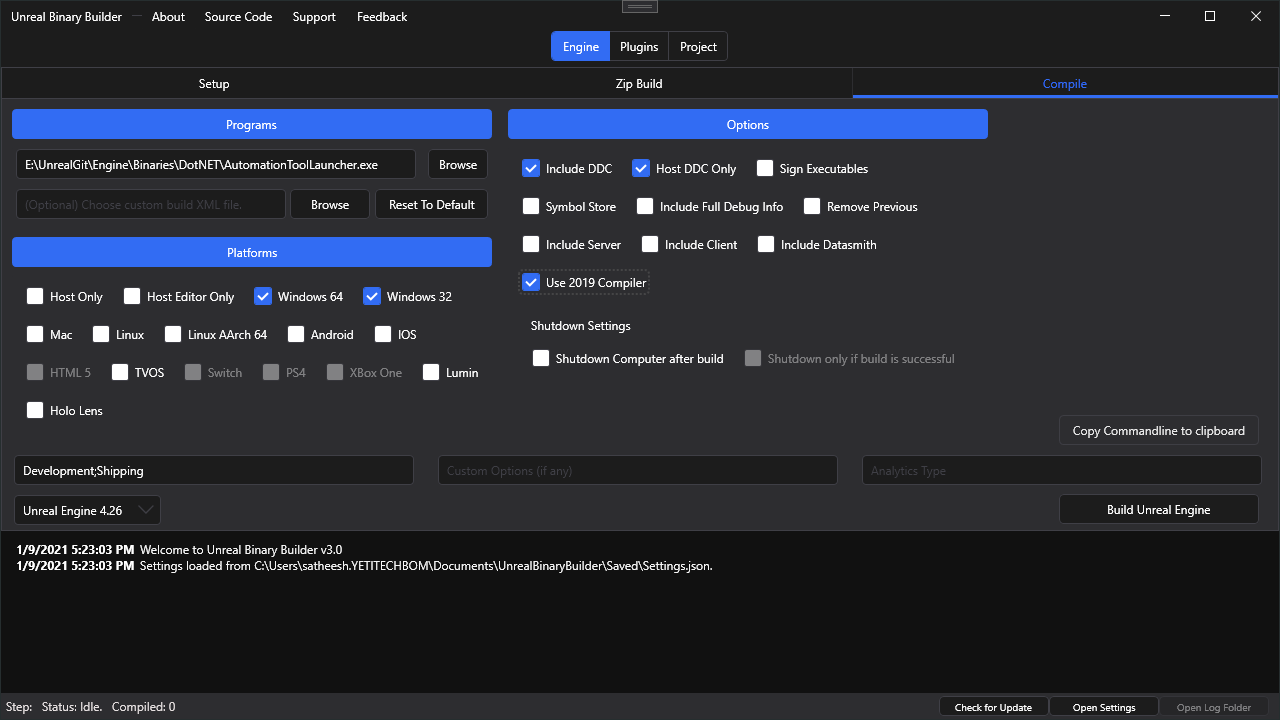 Unreal Binary Builder — About Source Code Support Feedback
Engine Plugins Project
Setup Zip Build Compile
Programs
E:\UnrealGit\Engine\Binaries\DotNET\AutomationToolLauncher.exe Browse
(Optional) Choose custom build XML file. Browse Reset To Default
Platforms
Host Only Host Editor Only Windows 64 Windows 32
Mac Linux Linux AArch 64 Android IOS
HTML 5 TVOS Switch PS4 XBox One Lumin
Holo Lens
Options
Include DDC Host DDC Only Sign Executables
Symbol Store Include Full Debug Info Remove Previous
Include Server Include Client Include Datasmith
Use 2019 Compiler
Shutdown Settings
Shutdown Computer after build Shutdown only if build is successful
Copy Commandline to clipboard
Development;Shipping Custom Options (if any) Analytics Type
Unreal Engine 4.26 Build Unreal Engine
1/9/2021 5:23:03 PM Welcome to Unreal Binary Builder v3.0
1/9/2021 5:23:03 PM Settings loaded from C:\Users\satheesh.YETITECHBOM\Documents\UnrealBinaryBuilder\Saved\Settings.json.
Step: Status: Idle. Compiled: 0 Check for Update Open Settings Open Log Folder